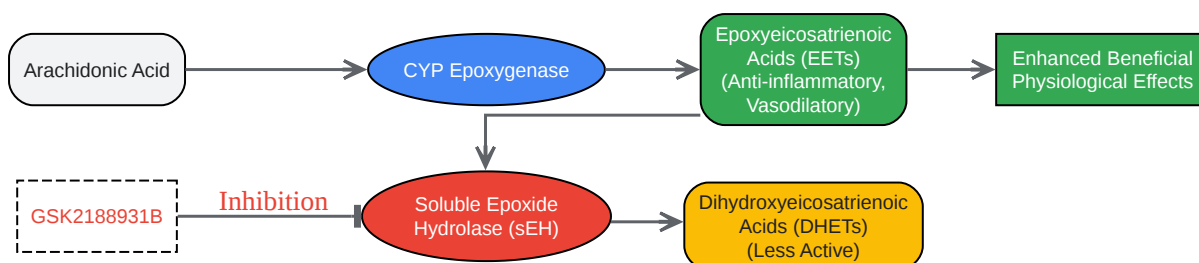 Arachidonic Acid
CYP Epoxygenase
Epoxyeicosatrienoic
Acids (EETs)
(Anti-inflammatory,
Vasodilatory)
Enhanced Beneficial
Physiological Effects
GSK2188931B
Inhibition
Soluble Epoxide
Hydrolase (sEH)
Dihydroxyeicosatrienoic
Acids (DHETs)
(Less Active)